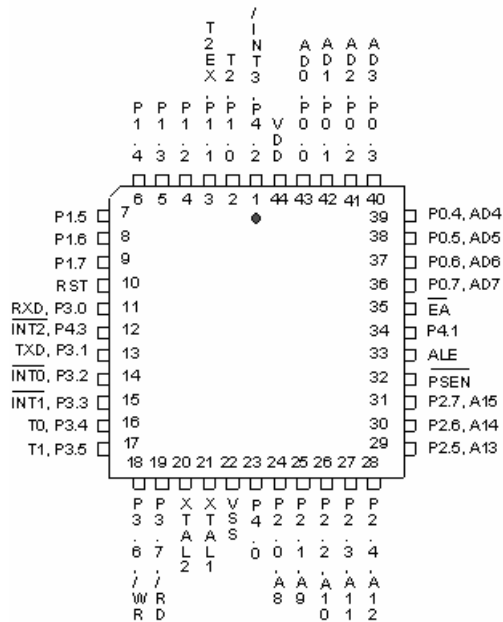 P1.4
P1.3
P1.2
T2EX,P1.1
T2,P1.0
/INT3,P4.2
VDD
AD0,P0.0
AD1,P0.1
AD2,P0.2
AD3,P0.3
6 5 4 3 2 1 44 43 42 41 40
P1.5 7
P1.6 8
P1.7 9
RST 10
RXD, P3.0 11
INT2, P4.3 12
TXD, P3.1 13
INT0, P3.2 14
INT1, P3.3 15
T0, P3.4 16
T1, P3.5 17
39 P0.4, AD4
38 P0.5, AD5
37 P0.6, AD6
36 P0.7, AD7
35 EA
34 P4.1
33 ALE
32 PSEN
31 P2.7, A15
30 P2.6, A14
29 P2.5, A13
18 19 20 21 22 23 24 25 26 27 28
P3.6,/WR
P3.7,/RD
XTAL2
XTAL1
VSS
P4.0
P2.0,A8
P2.1,A9
P2.2,A10
P2.3,A11
P2.4,A12